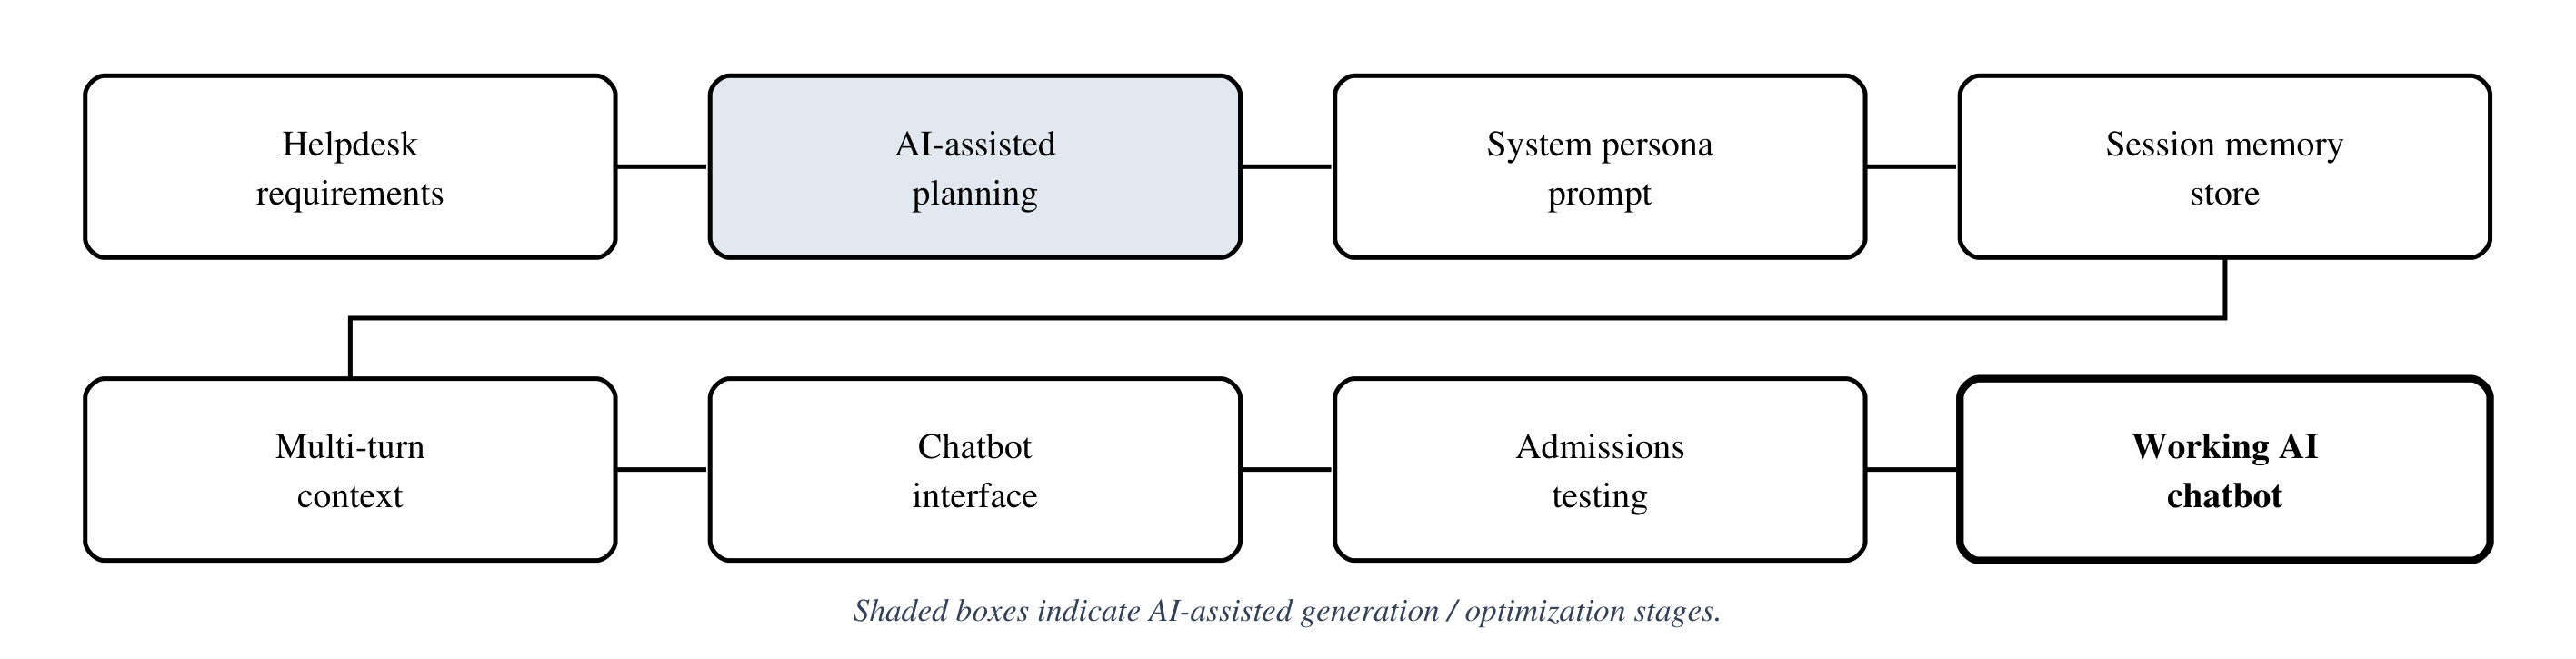 Helpdesk
requirements
AI-assisted
planning
System persona
prompt
Session memory
store
Multi-turn
context
Chatbot
interface
Admissions
testing
Working AI
chatbot
Shaded boxes indicate AI-assisted generation / optimization stages.